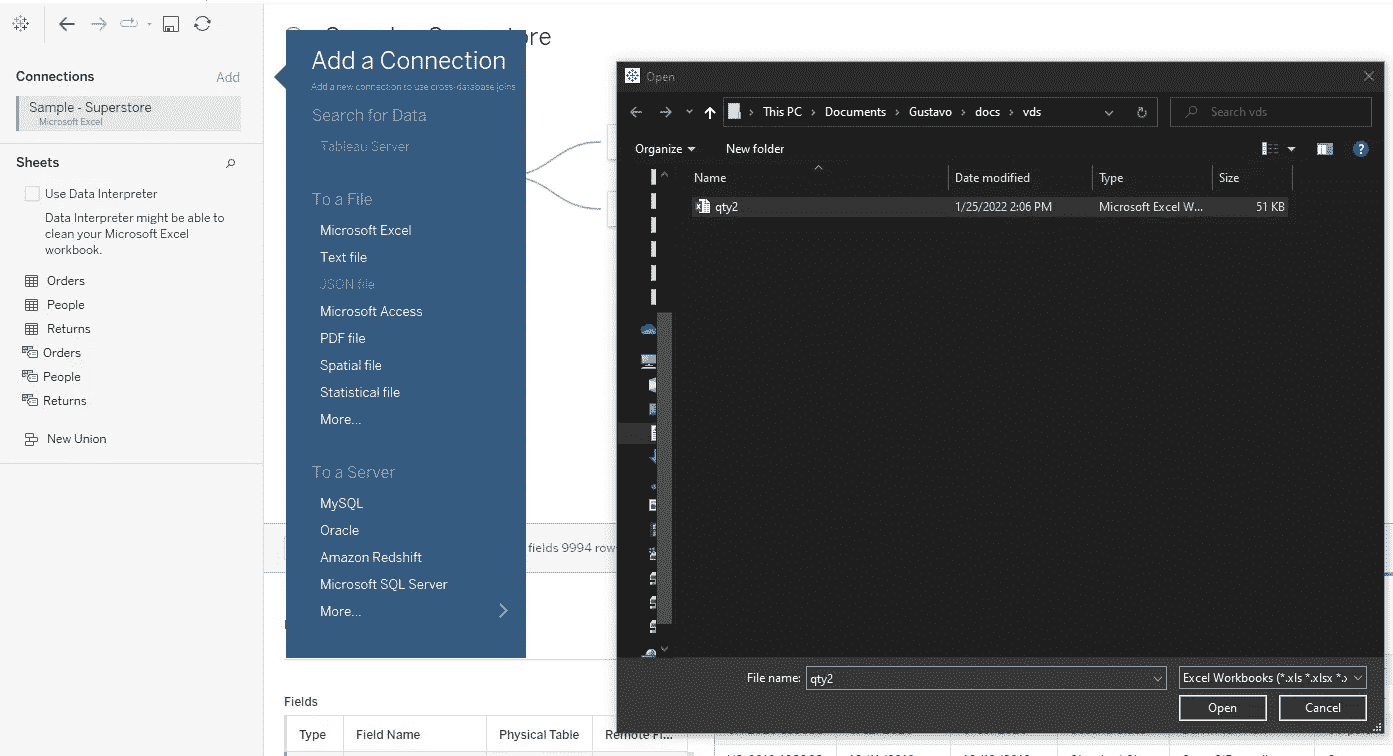 Add a Connection
Add a new connection to use cross-database joins
Search for Data
Tableau Server
To a File
Microsoft Excel
Text file
JSON file
Microsoft Access
PDF file
Spatial file
Statistical file
More...
To a Server
MySQL
Oracle
Amazon Redshift
Microsoft SQL Server
More...
Connections
Add
Sample - Superstore
Microsoft Excel
Sheets
Use Data Interpreter
Data Interpreter might be able to
clean your Microsoft Excel
workbook.
Orders
People
Returns
Orders
People
Returns
New Union
fields 9994 row
Fields
Type
Field Name
Physical Table
Remote Fi...
Open
This PC
Documents
Gustavo
docs
vds
Search vds
Organize
New folder
Name
Date modified
Type
Size
qty2
1/25/2022 2:06 PM
Microsoft Excel W...
51 KB
File name:
qty2
Excel Workbooks (*.xls *.xlsx *.x
Open
Cancel